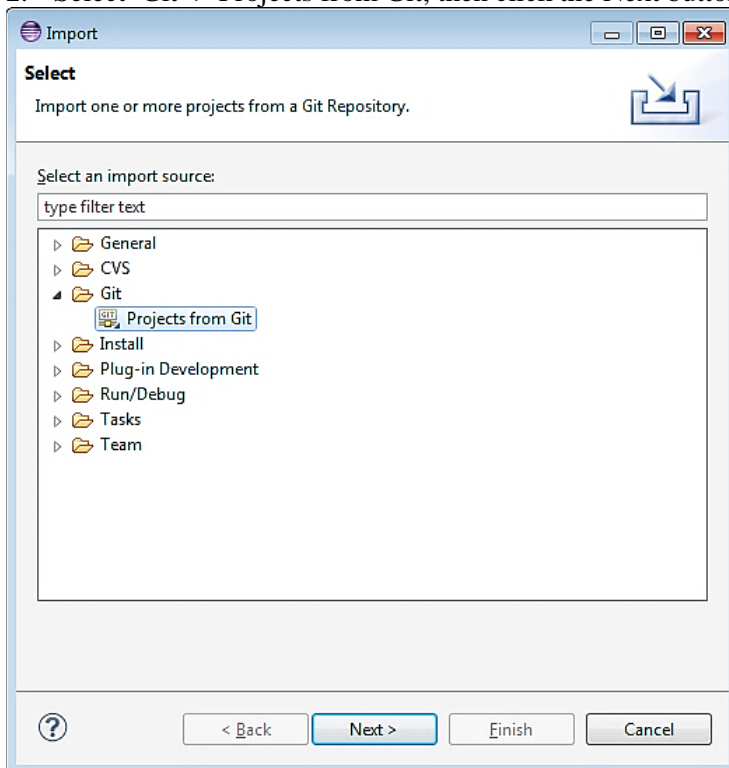 Import
Select
Import one or more projects from a Git Repository.
Select an import source:
type filter text
General
CVS
Git
GIT
Projects from Git
Install
Plug-in Development
Run/Debug
Tasks
Team
?
< Back Next > Finish Cancel